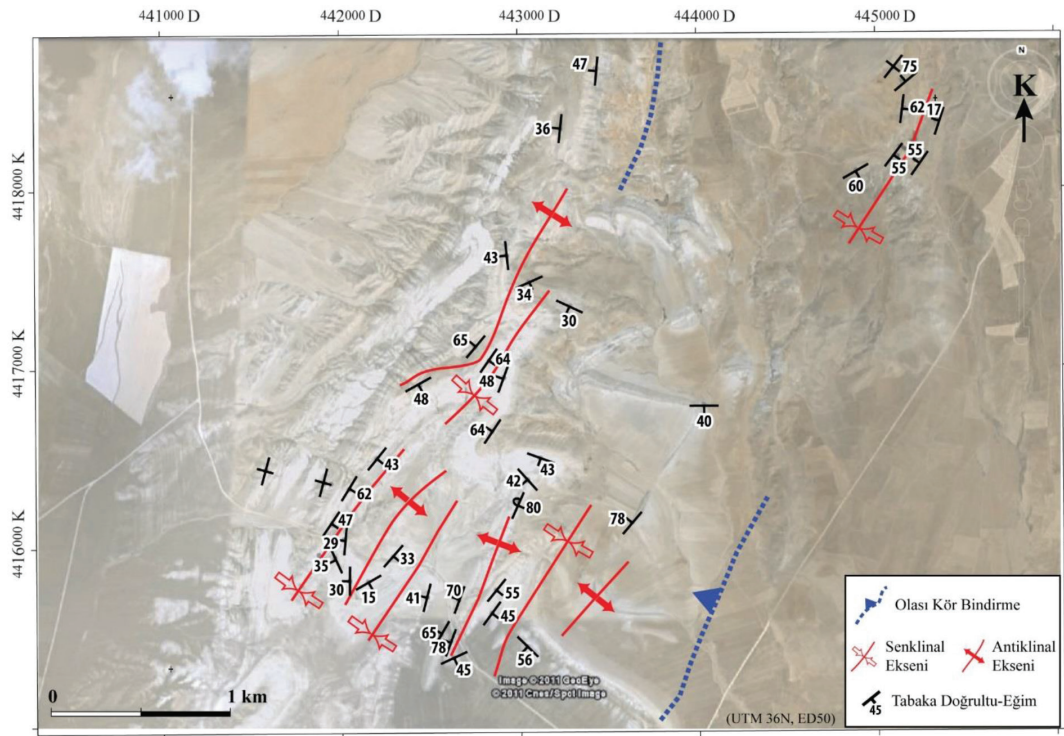 441000 D
442000 D
443000 D
444000 D
445000 D
4418000 K
4417000 K
4416000 K
N
K
47
36
75
62
17
55
55
60
43
34
30
65
64
48
48
64
40
43
43
62
42
80
78
47
29
35
30
15
33
41
70
55
45
65
78
45
56
Image © 2011 GeoEye
© 2011 Cnes/Spot Image
0
1 km
(UTM 36N, ED50)
Olası Kör Bindirme
Senklinal
Ekseni
Antiklinal
Ekseni
45
Tabaka Doğrultu-Eğim